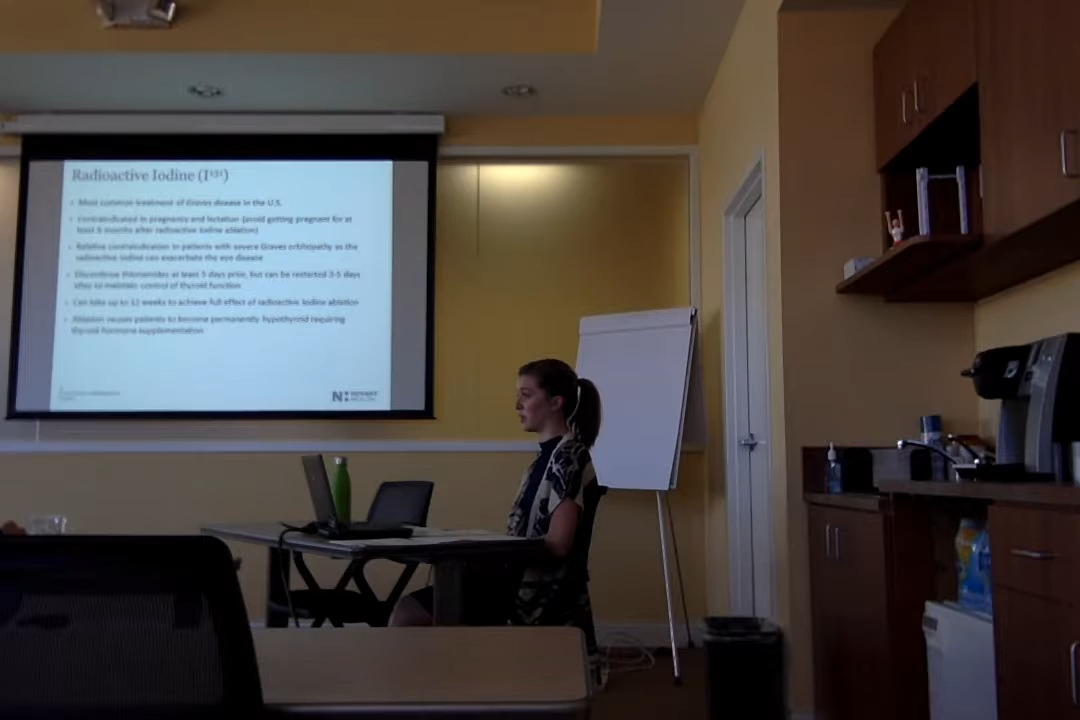 Radioactive Iodine (I¹³¹)
Most common treatment of Graves disease in the U.S.
Contraindicated in pregnancy and lactation (avoid getting pregnant for at
least 6 months after radioactive iodine ablation)
Relative contraindication in patients with severe Graves orbitopathy as the
radioactive iodine can exacerbate the eye disease
Discontinue thionamides at least 5 days prior, but can be restarted 3-5 days
after to maintain control of thyroid function
Can take up to 12 weeks to achieve full effect of radioactive iodine ablation
Ablation causes patients to become permanently hypothyroid requiring
thyroid hormone supplementation
N